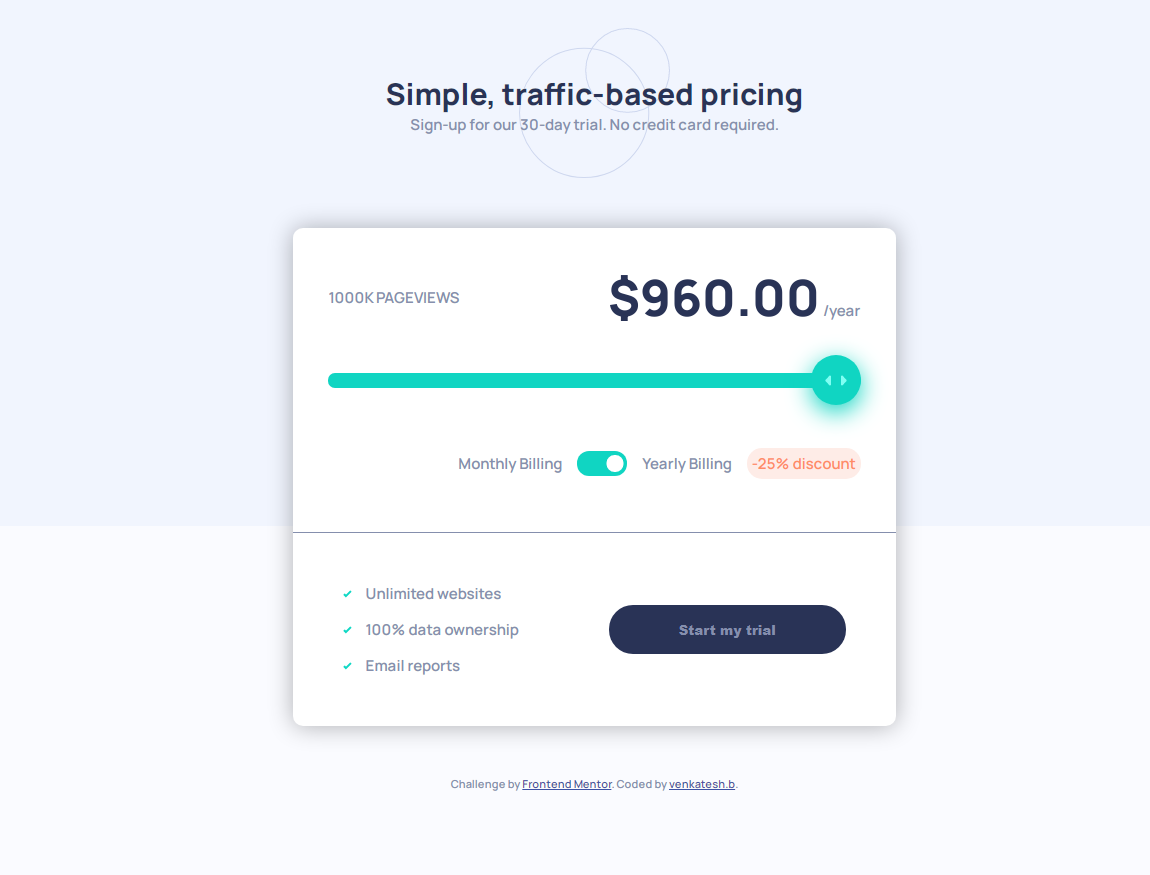 Simple, traffic-based pricing
Sign-up for our 30-day trial. No credit card required.
1000K PAGEVIEWS
$960.00 /year
Monthly Billing Yearly Billing -25% discount
Unlimited websites
100% data ownership
Email reports
Start my trial
Challenge by Frontend Mentor. Coded by venkatesh.b.